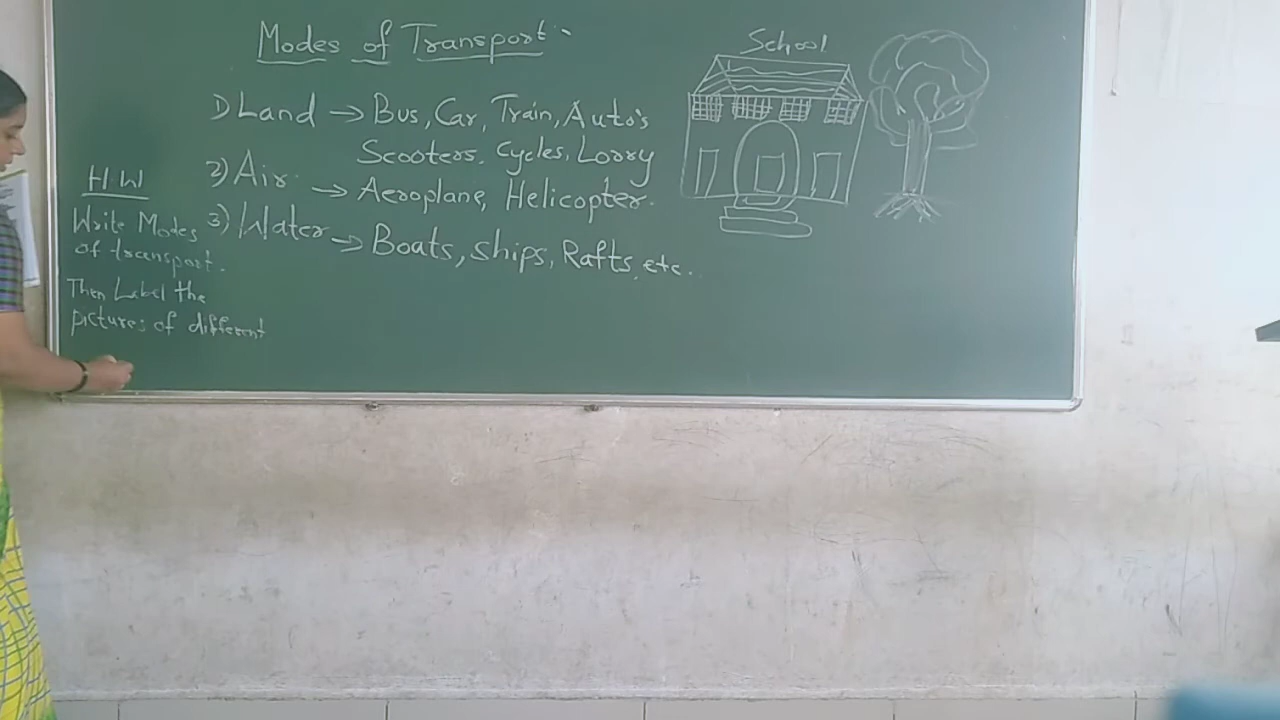 Modes of Transport
School
1) Land → Bus, Car, Train, Auto's
Scooters, Cycles, Lorry
2) Air → Aeroplane, Helicopter.
3) Water → Boats, ships, Rafts, etc..
HW
Write Modes
of transport.
Then Label the
pictures of different